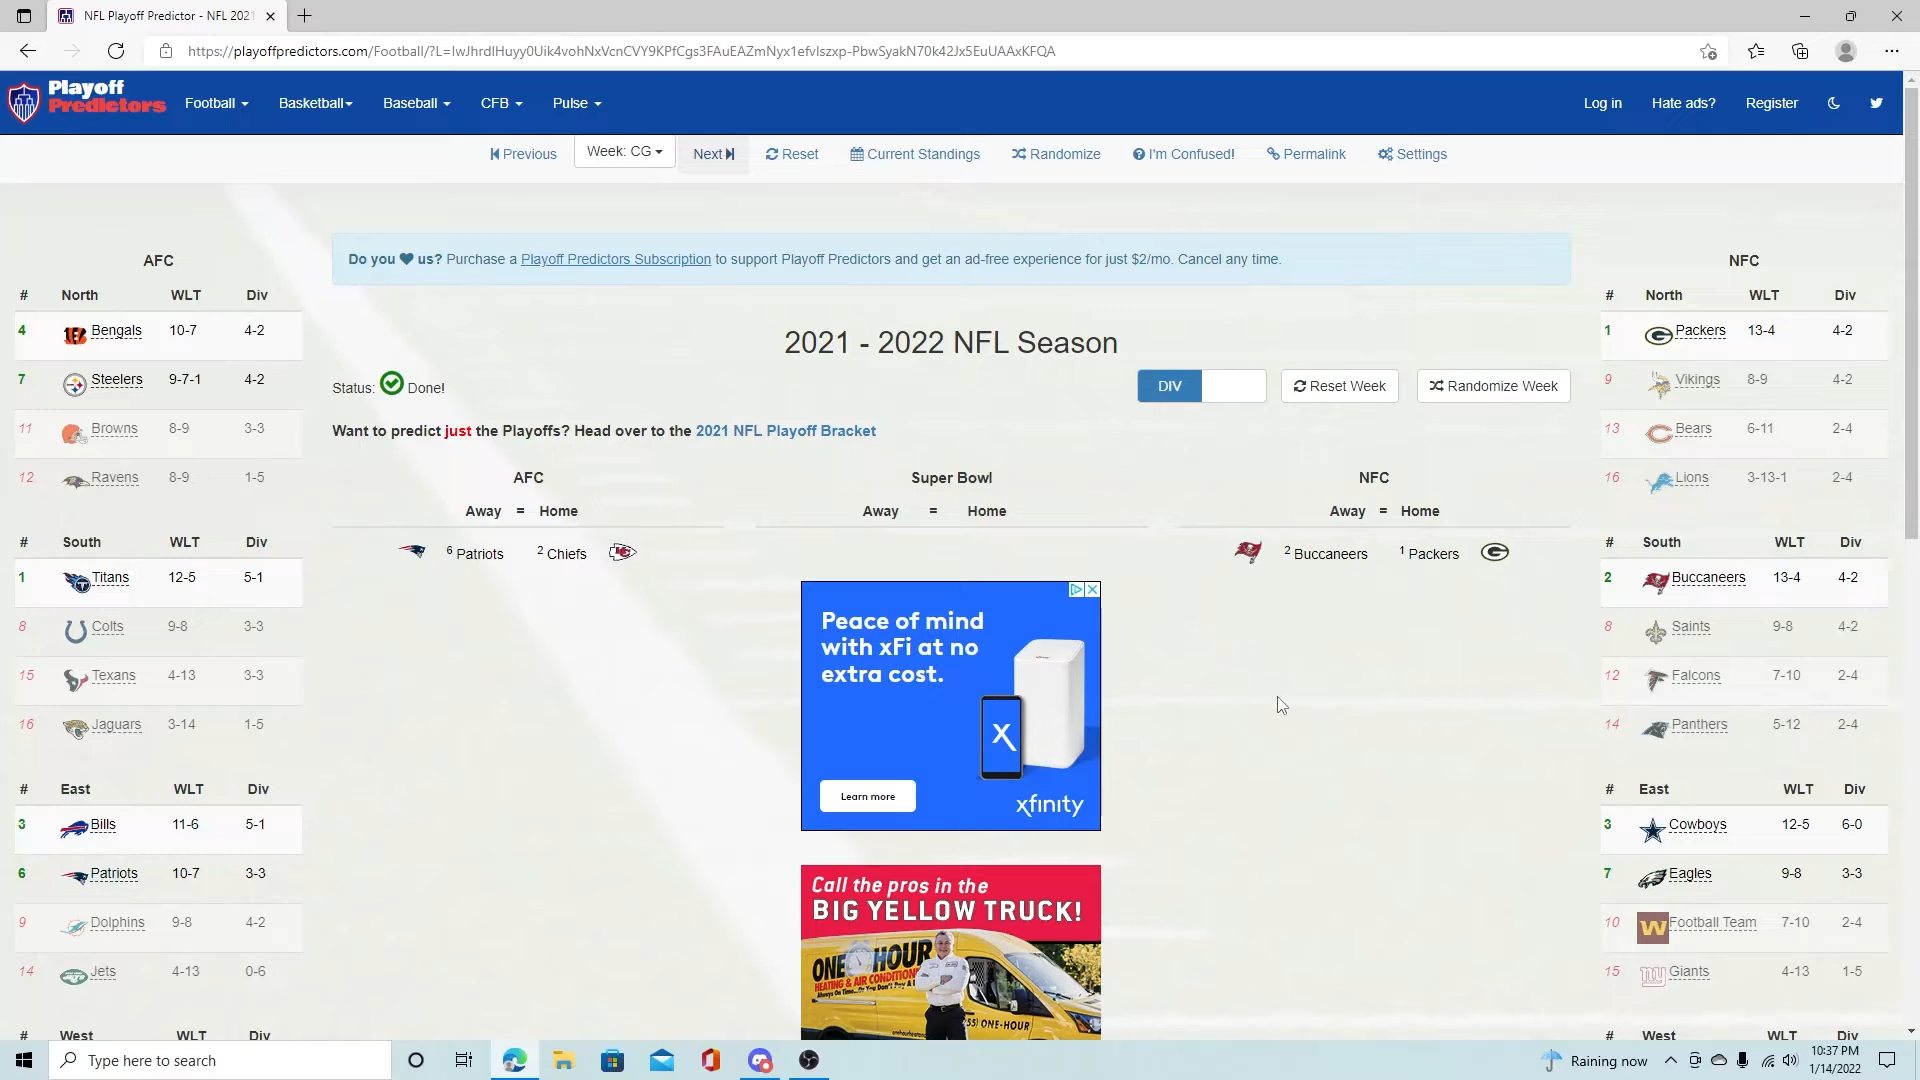 NFL Playoff Predictor - NFL 2021
https://playoffpredictors.com/Football/?L=IwJhrdIHuyy0Uik4vohNxVcnCVY9KPfCgs3FAuEAZmNyx1efvlszxp-PbwSyakN70k42Jx5EuUAAxKFQA
Playoff Predictors Football Basketball Baseball CFB Pulse Log in Hate ads? Register
Previous Week: CG Next Reset Current Standings Randomize I'm Confused! Permalink Settings
Do you us? Purchase a Playoff Predictors Subscription to support Playoff Predictors and get an ad-free experience for just $2/mo. Cancel any time.
2021 - 2022 NFL Season
Status: Done!
DIV Reset Week Randomize Week
Want to predict just the Playoffs? Head over to the 2021 NFL Playoff Bracket
AFC
# North WLT Div
4 Bengals 10-7 4-2
7 Steelers 9-7-1 4-2
11 Browns 8-9 3-3
12 Ravens 8-9 1-5
# South WLT Div
1 Titans 12-5 5-1
8 Colts 9-8 3-3
15 Texans 4-13 3-3
16 Jaguars 3-14 1-5
# East WLT Div
3 Bills 11-6 5-1
6 Patriots 10-7 3-3
9 Dolphins 9-8 4-2
14 Jets 4-13 0-6
# West WLT Div
AFC Super Bowl NFC
Away = Home Away = Home Away = Home
6 Patriots 2 Chiefs 2 Buccaneers 1 Packers
Peace of mind
with xFi at no
extra cost.
X
Learn more
xfinity
Call the pros in the
BIG YELLOW TRUCK!
ONE HOUR
HEATING & AIR CONDITIONING
55) ONE-HOUR
NFC
# North WLT Div
1 Packers 13-4 4-2
9 Vikings 8-9 4-2
13 Bears 6-11 2-4
16 Lions 3-13-1 2-4
# South WLT Div
2 Buccaneers 13-4 4-2
8 Saints 9-8 4-2
12 Falcons 7-10 2-4
14 Panthers 5-12 2-4
# East WLT Div
3 Cowboys 12-5 6-0
7 Eagles 9-8 3-3
10 W Football Team 7-10 2-4
15 ny Giants 4-13 1-5
# West WLT Div
Type here to search
Raining now
10:37 PM
1/14/2022